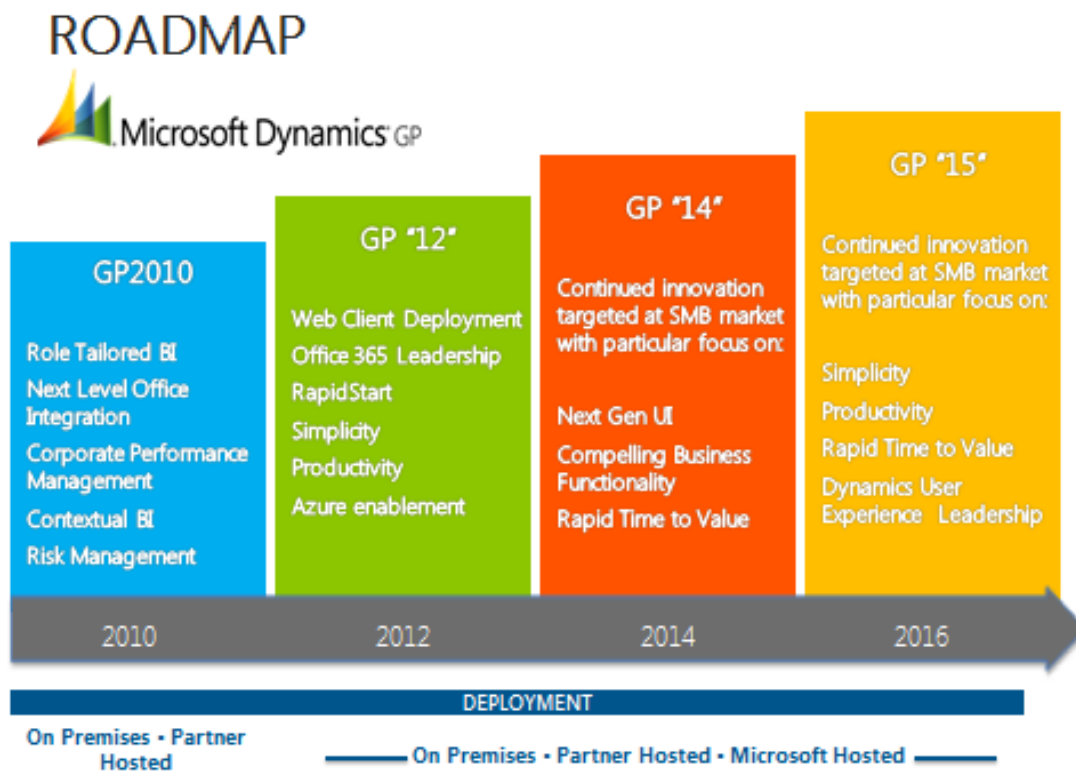 ROADMAP
Microsoft Dynamics GP
GP2010
Role Tailored BI
Next Level Office
Integration
Corporate Performance
Management
Contextual BI
Risk Management
GP "12"
Web Client Deployment
Office 365 Leadership
RapidStart
Simplicity
Productivity
Azure enablement
GP "14"
Continued innovation
targeted at SMB market
with particular focus on:
Next Gen UI
Compelling Business
Functionality
Rapid Time to Value
GP "15"
Continued innovation
targeted at SMB market
with particular focus on:
Simplicity
Productivity
Rapid Time to Value
Dynamics User
Experience Leadership
2010
2012
2014
2016
DEPLOYMENT
On Premises • Partner
Hosted
On Premises • Partner Hosted • Microsoft Hosted